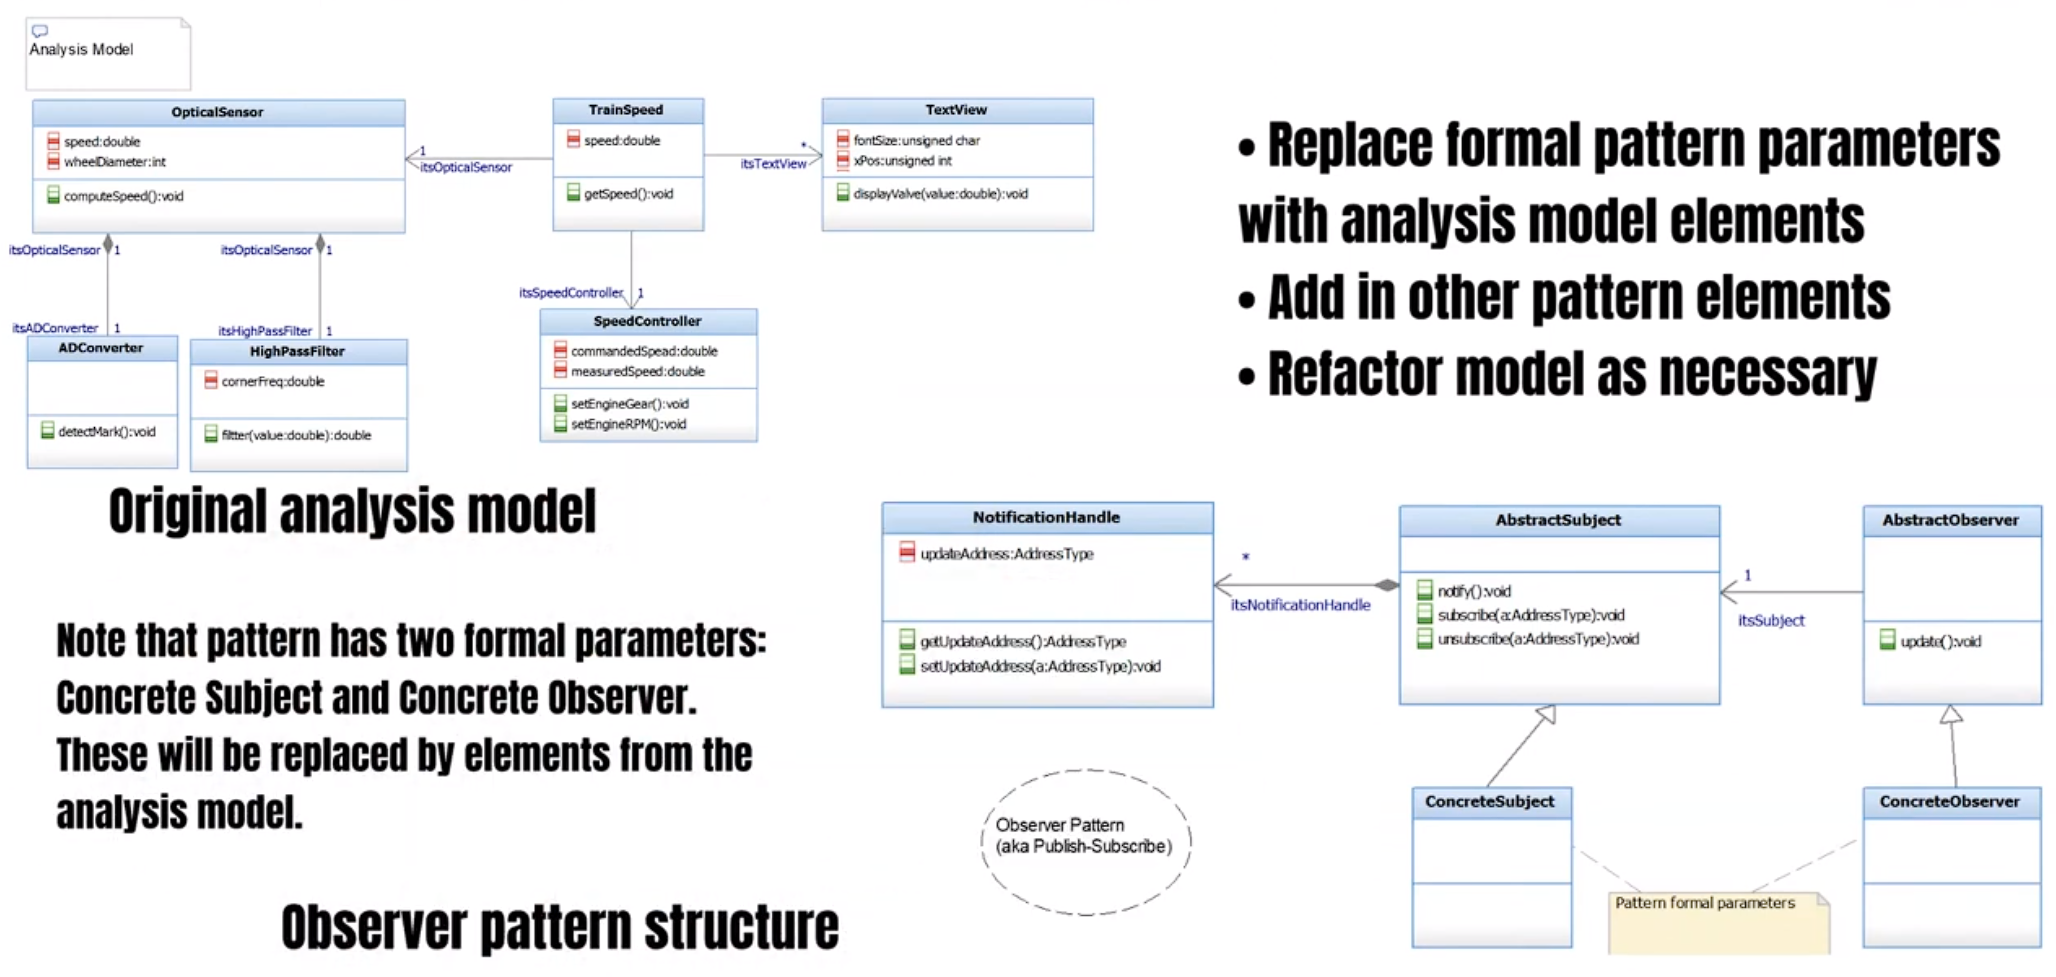 Analysis Model
OpticalSensor
speed:double
wheelDiameter:int
computeSpeed():void
1
itsOpticalSensor
TrainSpeed
speed:double
getSpeed():void
*
itsTextView
TextView
fontSize:unsigned char
xPos:unsigned int
displayValve(value:double):void
itsOpticalSensor 1
itsOpticalSensor 1
itsADConverter 1
itsHighPassFilter 1
itsSpeedController 1
ADConverter
detectMark():void
HighPassFilter
cornerFreq:double
filtter(value:double):double
SpeedController
commandedSpead:double
measuredSpeed:double
setEngineGear():void
setEngineRPM():void
Original analysis model
• Replace formal pattern parameters
with analysis model elements
• Add in other pattern elements
• Refactor model as necessary
Note that pattern has two formal parameters:
Concrete Subject and Concrete Observer.
These will be replaced by elements from the
analysis model.
Observer pattern structure
NotificationHandle
updateAddress:AddressType
getUpdateAddress():AddressType
setUpdateAddress(a:AddressType):void
*
itsNotificationHandle
AbstractSubject
notify():void
subscribe(a:AddressType):void
unsubscribe(a:AddressType):void
1
itsSubject
AbstractObserver
update():void
Observer Pattern
(aka Publish-Subscribe)
ConcreteSubject
ConcreteObserver
Pattern formal parameters